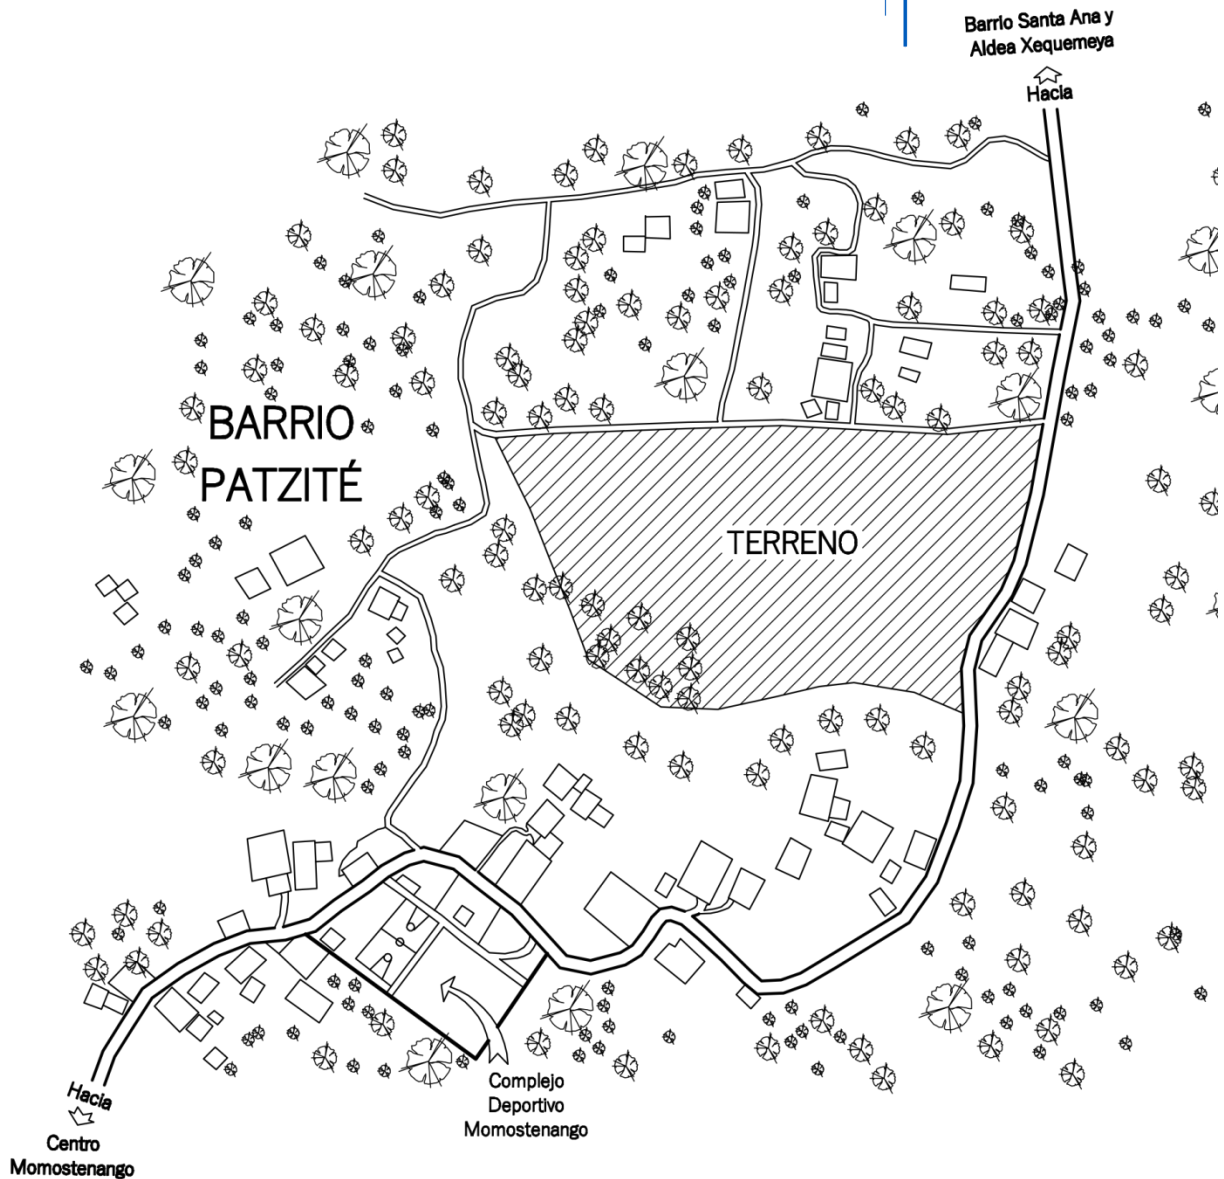 Barrio Santa Ana y
Aldea Xequemeya
Hacia
BARRIO
PATZITÉ
TERRENO
Complejo
Deportivo
Momostenango
Hacia
Centro
Momostenango